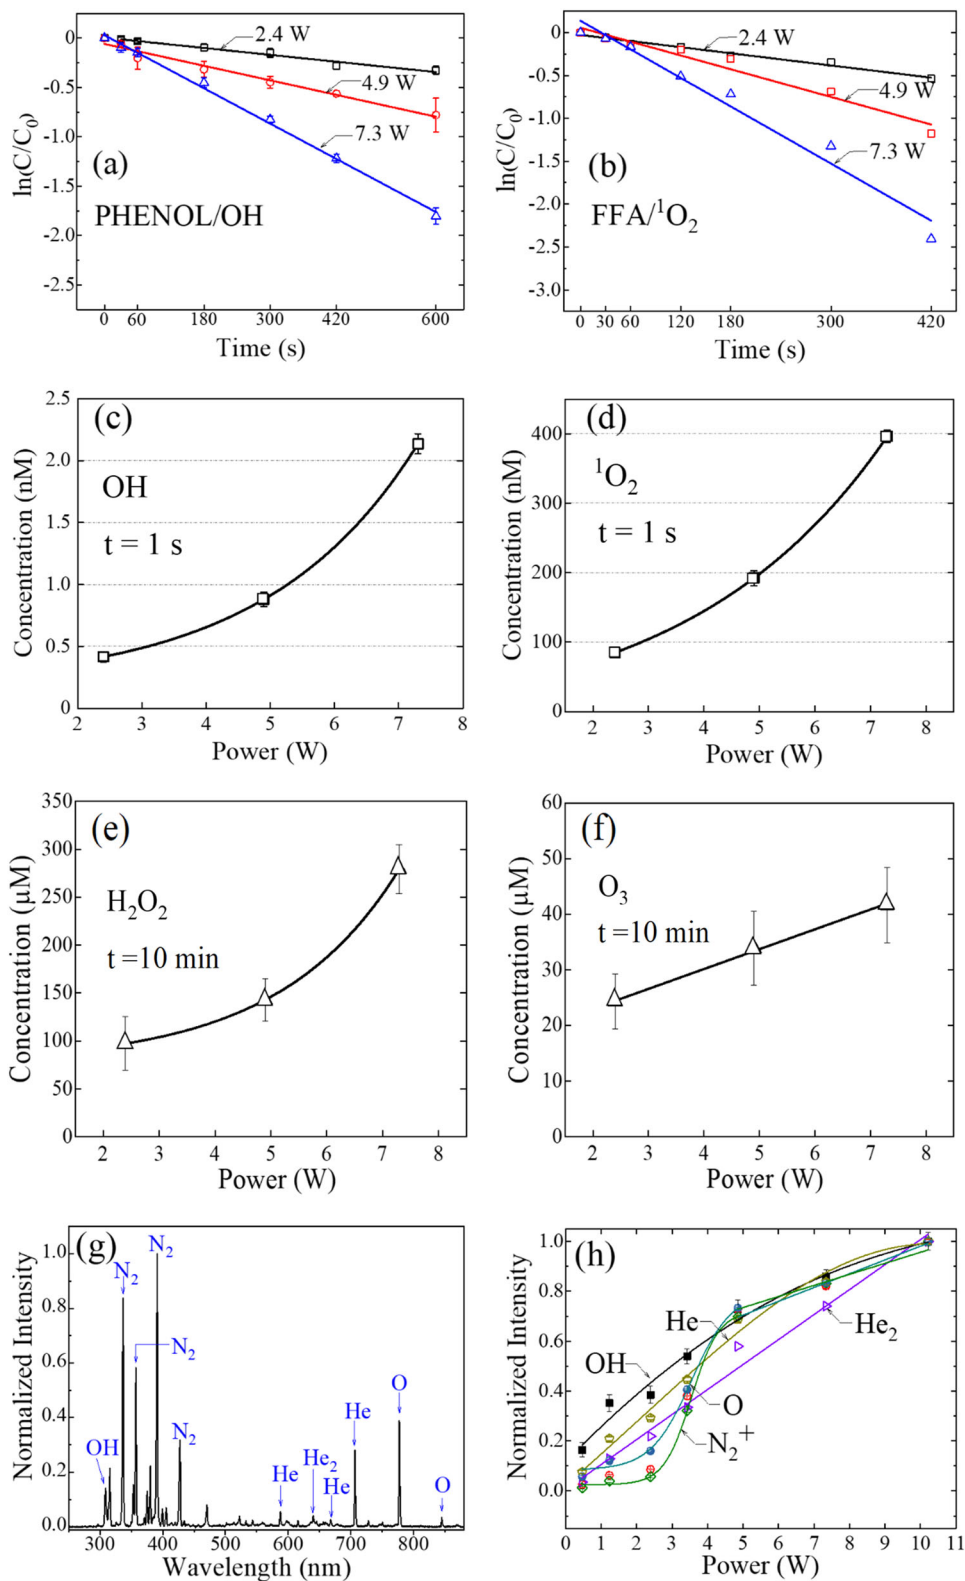 0
-0.5
-1.0
-1.5
-2.0
-2.5
ln(C/C₀)
2.4 W
4.9 W
7.3 W
(a)
PHENOL/OH
0 60 180 300 420 600
Time (s)
0
-0.5
-1.0
-1.5
-2.0
-2.5
-3.0
ln(C/C₀)
2.4 W
4.9 W
7.3 W
(b)
FFA/¹O₂
0 30 60 120 180 300 420
Time (s)
2.5
2.0
1.5
1.0
0.5
0
Concentration (nM)
(c)
OH
t = 1 s
2 3 4 5 6 7 8
Power (W)
400
300
200
100
0
Concentration (nM)
(d)
¹O₂
t = 1 s
2 3 4 5 6 7 8
Power (W)
350
300
250
200
150
100
50
0
Concentration (μM)
(e)
H₂O₂
t =10 min
2 3 4 5 6 7 8
Power (W)
60
50
40
30
20
10
0
Concentration (μM)
(f)
O₃
t =10 min
2 3 4 5 6 7 8
Power (W)
1.0
0.8
0.6
0.4
0.2
0.0
Normalized Intensity
(g)
N₂
N₂
N₂
N₂
OH
He
He₂
He
He
O
O
300 400 500 600 700 800
Wavelength (nm)
1.0
0.8
0.6
0.4
0.2
0.0
Normalized Intensity
(h)
He
He₂
OH
O
N₂⁺
0 1 2 3 4 5 6 7 8 9 10 11
Power (W)